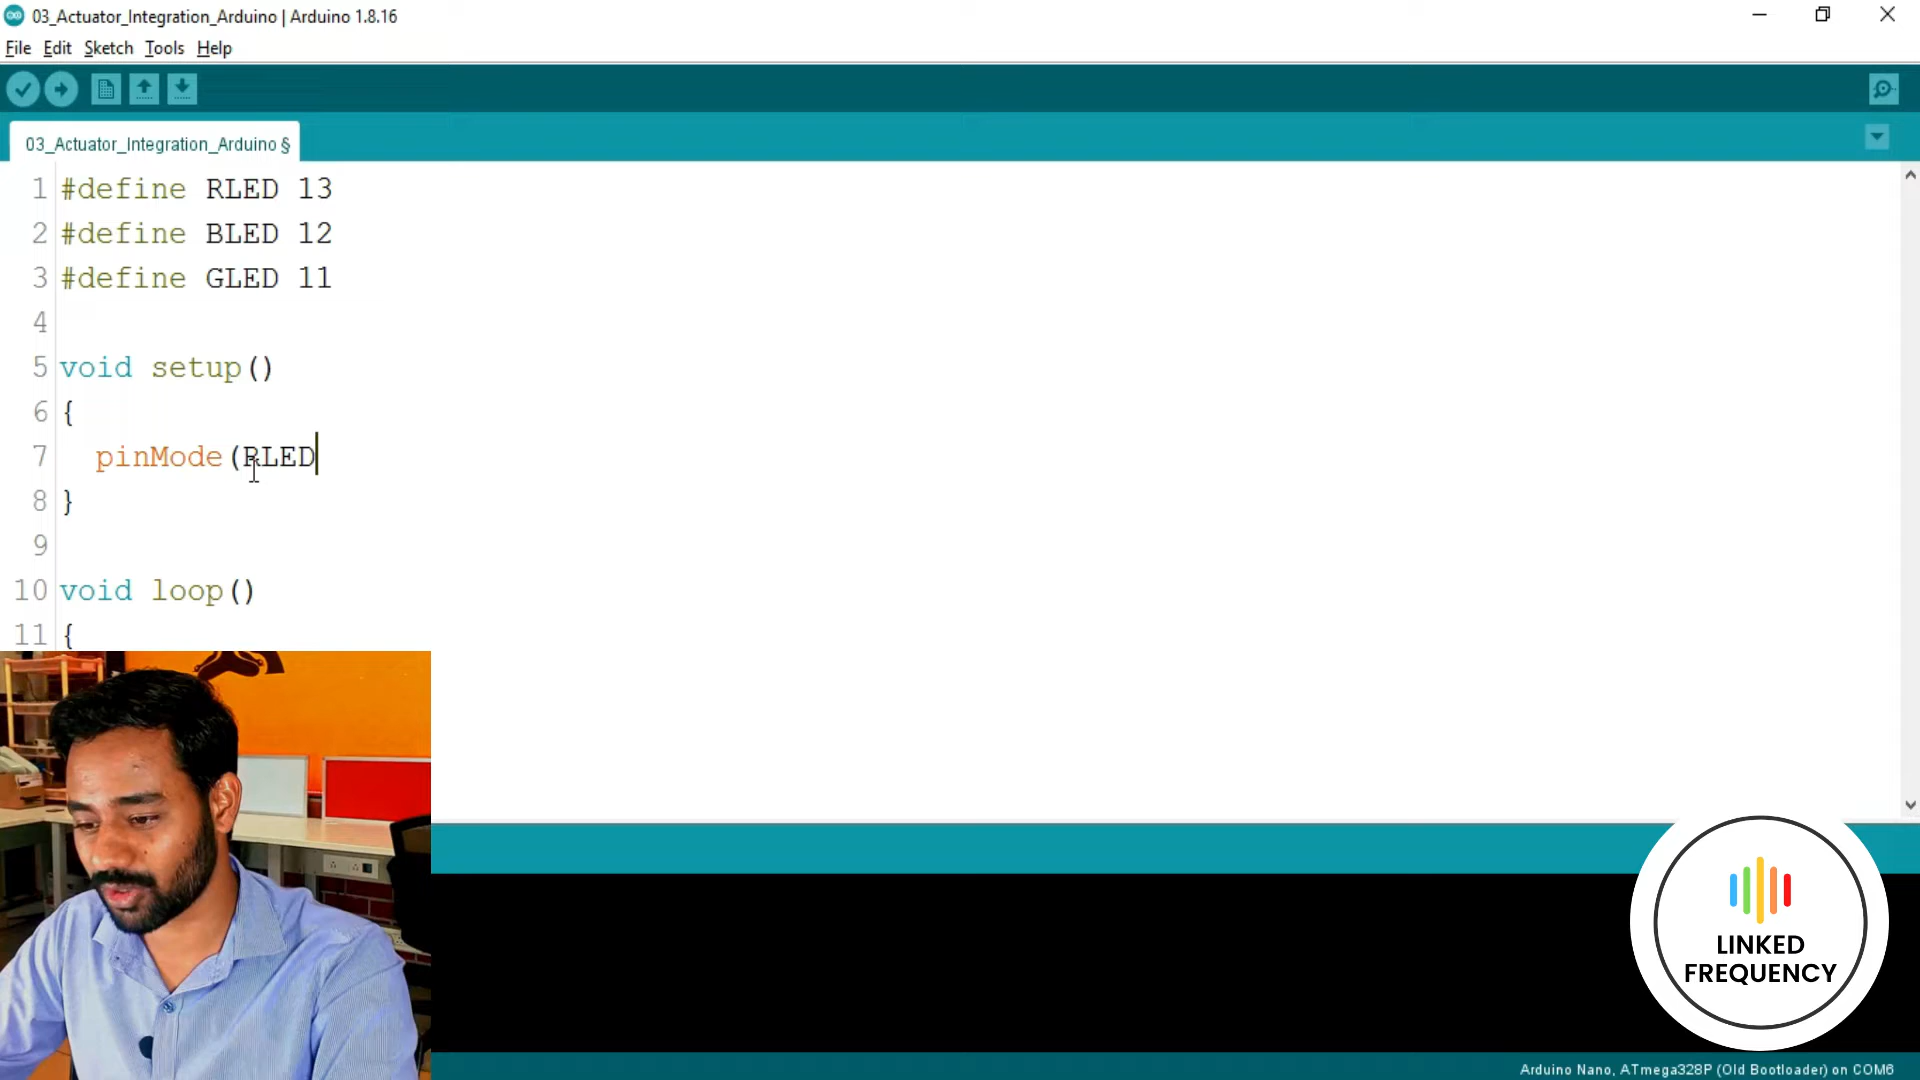 03_Actuator_Integration_Arduino | Arduino 1.8.16
File Edit Sketch Tools Help
03_Actuator_Integration_Arduino §
1 #define RLED 13
2 #define BLED 12
3 #define GLED 11
4
5 void setup()
6 {
7 pinMode(RLED
8 }
9
10 void loop()
11 {
LINKED
FREQUENCY
Arduino Nano, ATmega328P (Old Bootloader) on COM6